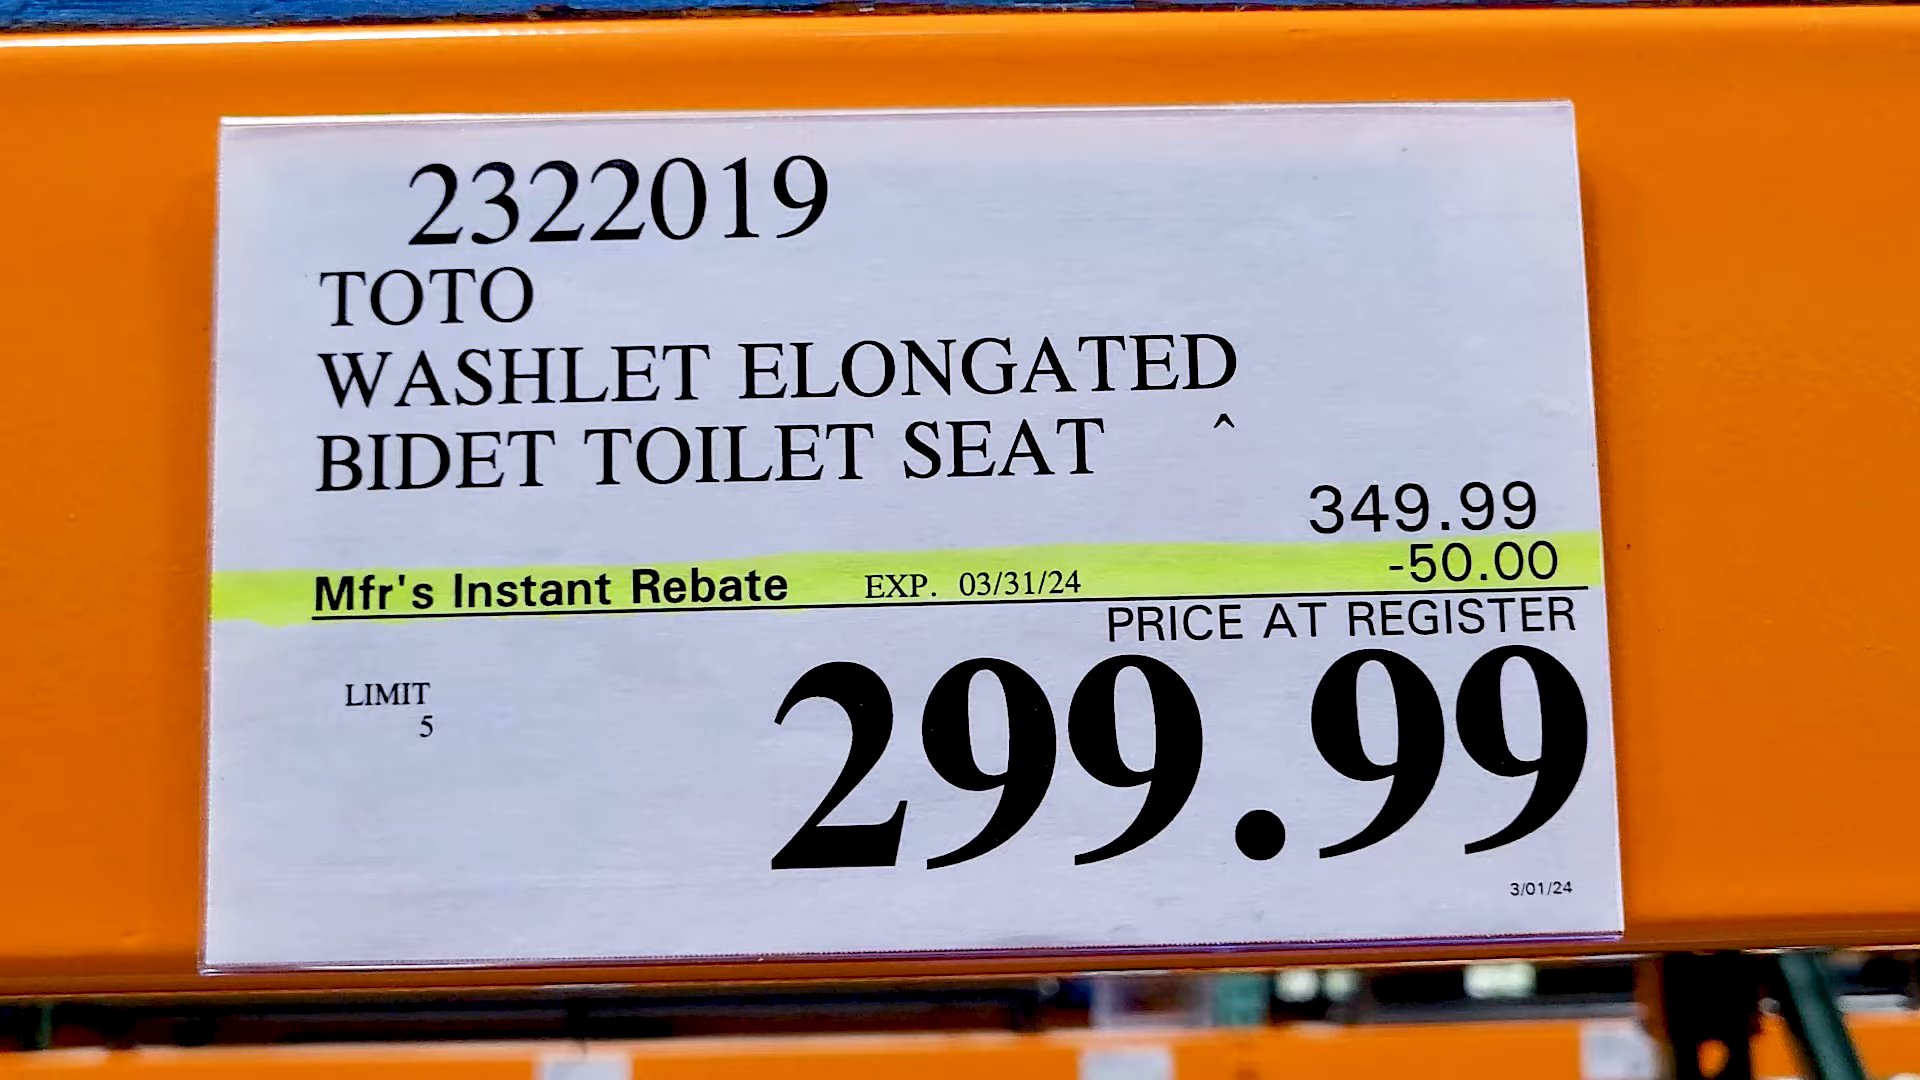 2322019
TOTO
WASHLET ELONGATED
BIDET TOILET SEAT ^
349.99
Mfr's Instant Rebate EXP. 03/31/24 -50.00
PRICE AT REGISTER
LIMIT
5
299.99
3/01/24